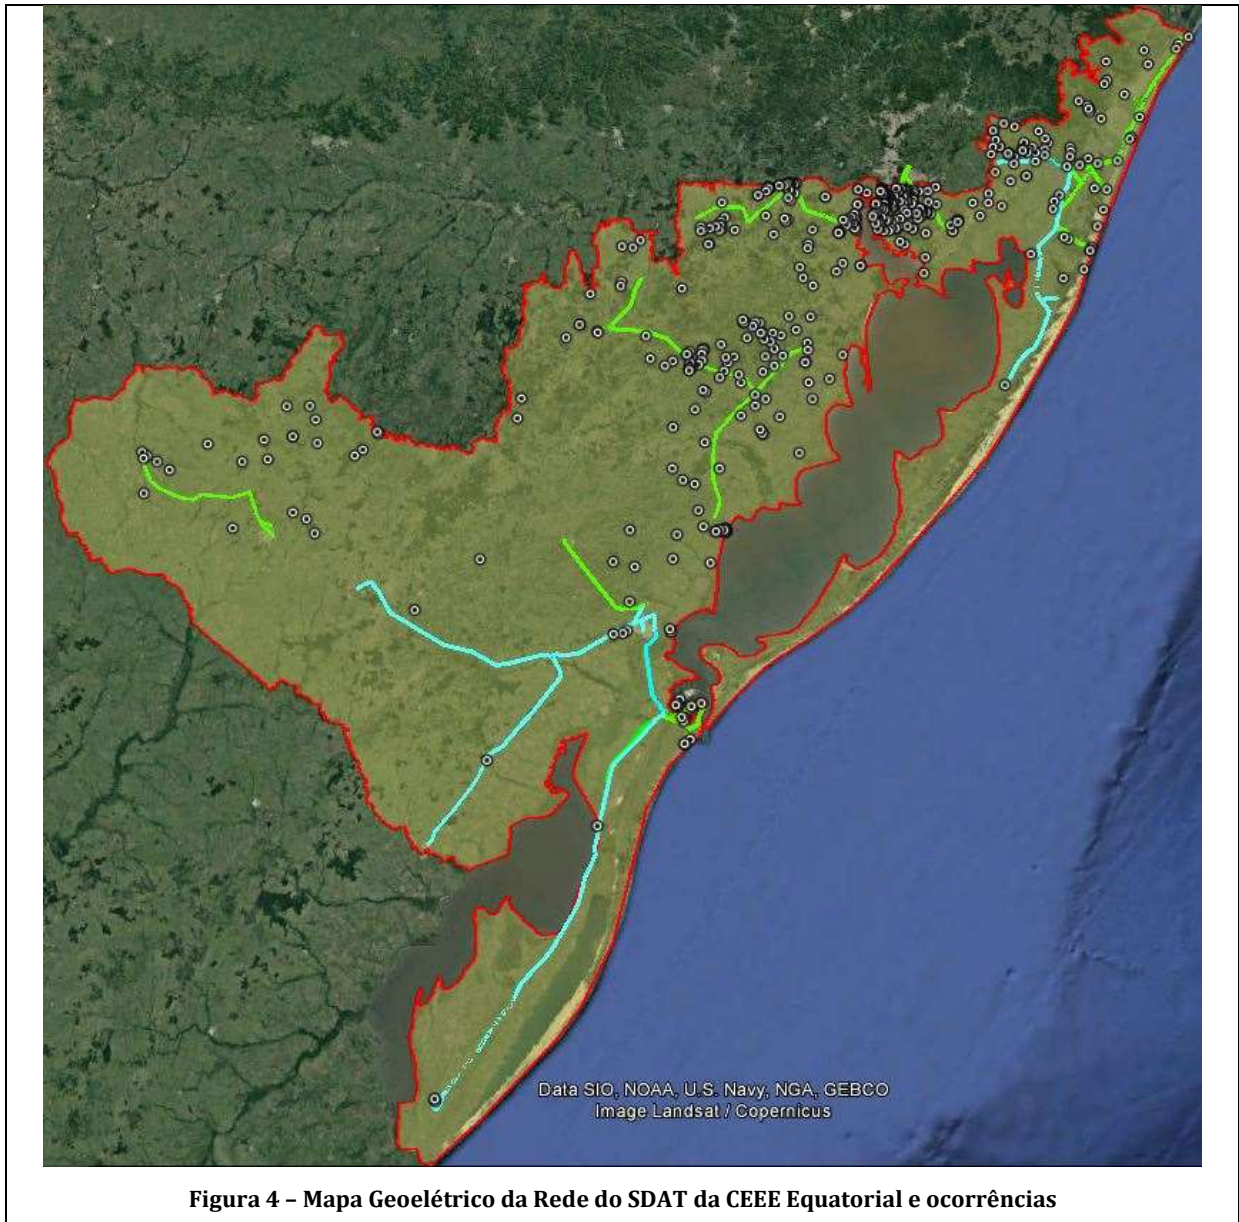 Data SIO, NOAA, U.S. Navy, NGA, GEBCO
Image Landsat / Copernicus
Figura 4 – Mapa Geoelétrico da Rede do SDAT da CEEE Equatorial e ocorrências